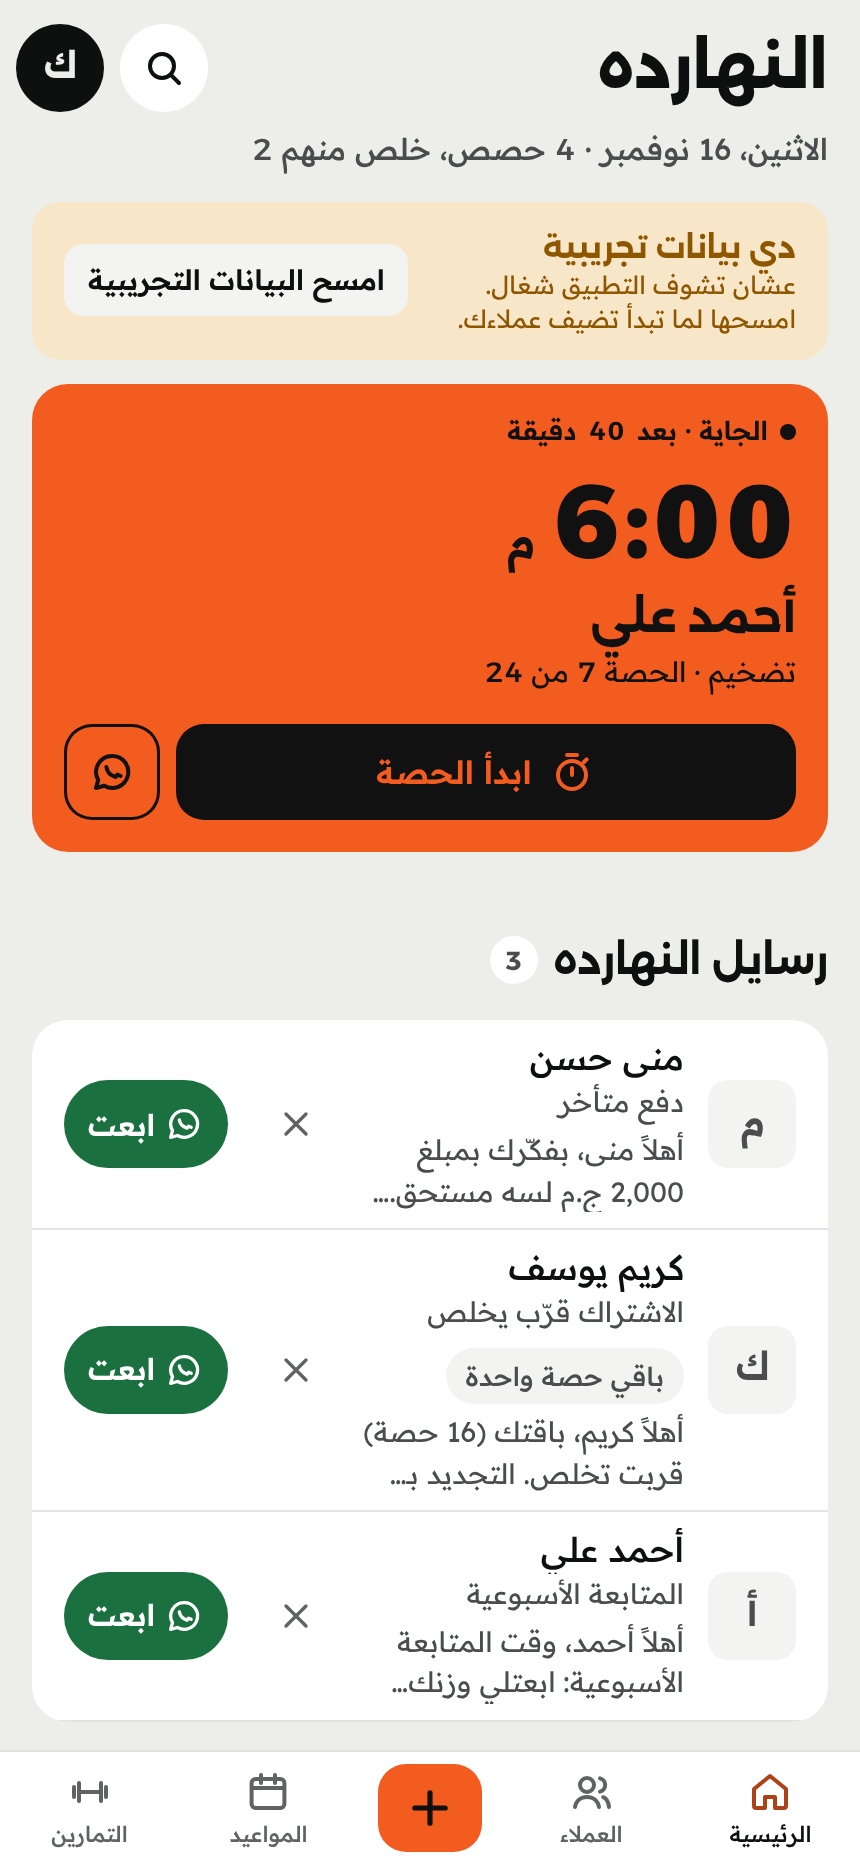 النهارده
ك
الاثنين، 16 نوفمبر · 4 حصص، خلص منهم 2
دي بيانات تجريبية
عشان تشوف التطبيق شغال.
امسحها لما تبدأ تضيف عملاءك.
امسح البيانات التجريبية
الجاية · بعد 40 دقيقة
6:00 م
أحمد علي
تضخيم · الحصة 7 من 24
ابدأ الحصة
رسايل النهارده 3
م
منى حسن
دفع متأخر
أهلاً منى، بفكّرك بمبلغ
2,000 ج.م لسه مستحق....
ابعت
ك
كريم يوسف
الاشتراك قرّب يخلص
باقي حصة واحدة
أهلاً كريم، باقتك (16 حصة)
قربت تخلص. التجديد بـ...
ابعت
أ
أحمد علي
المتابعة الأسبوعية
أهلاً أحمد، وقت المتابعة
الأسبوعية: ابعتلي وزنك...
ابعت
الرئيسية
العملاء
المواعيد
التمارين